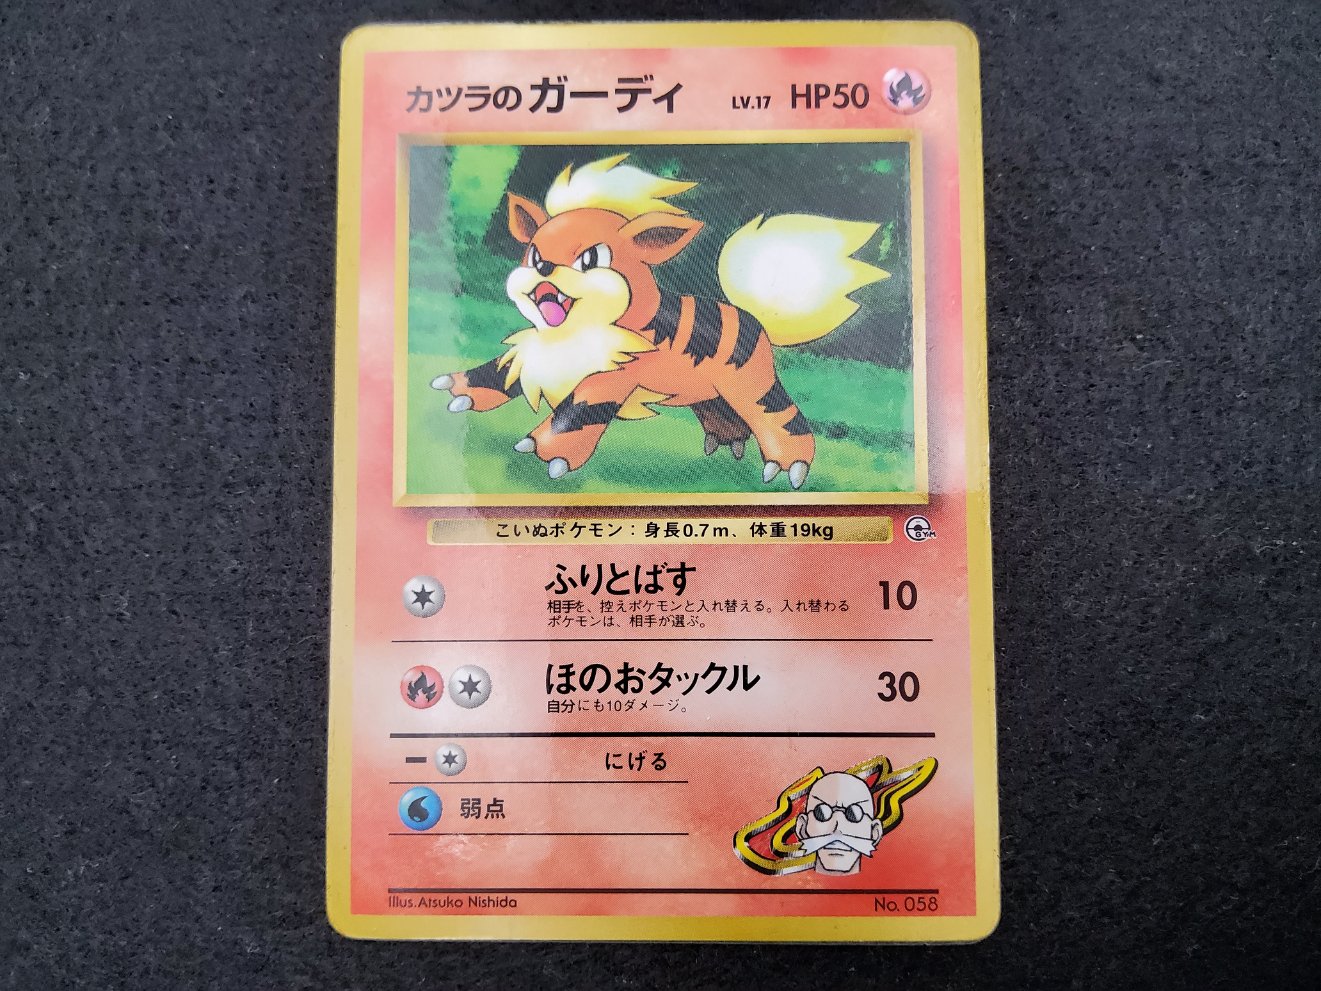 カツラのガーディ LV.17 HP50
こいぬポケモン：身長0.7m、体重19kg
GYM
ふりとばす 10
相手を、控えポケモンと入れ替える。入れ替わる
ポケモンは、相手が選ぶ。
ほのおタックル 30
自分にも10ダメージ。
にげる
弱点
Illus.Atsuko Nishida No. 058